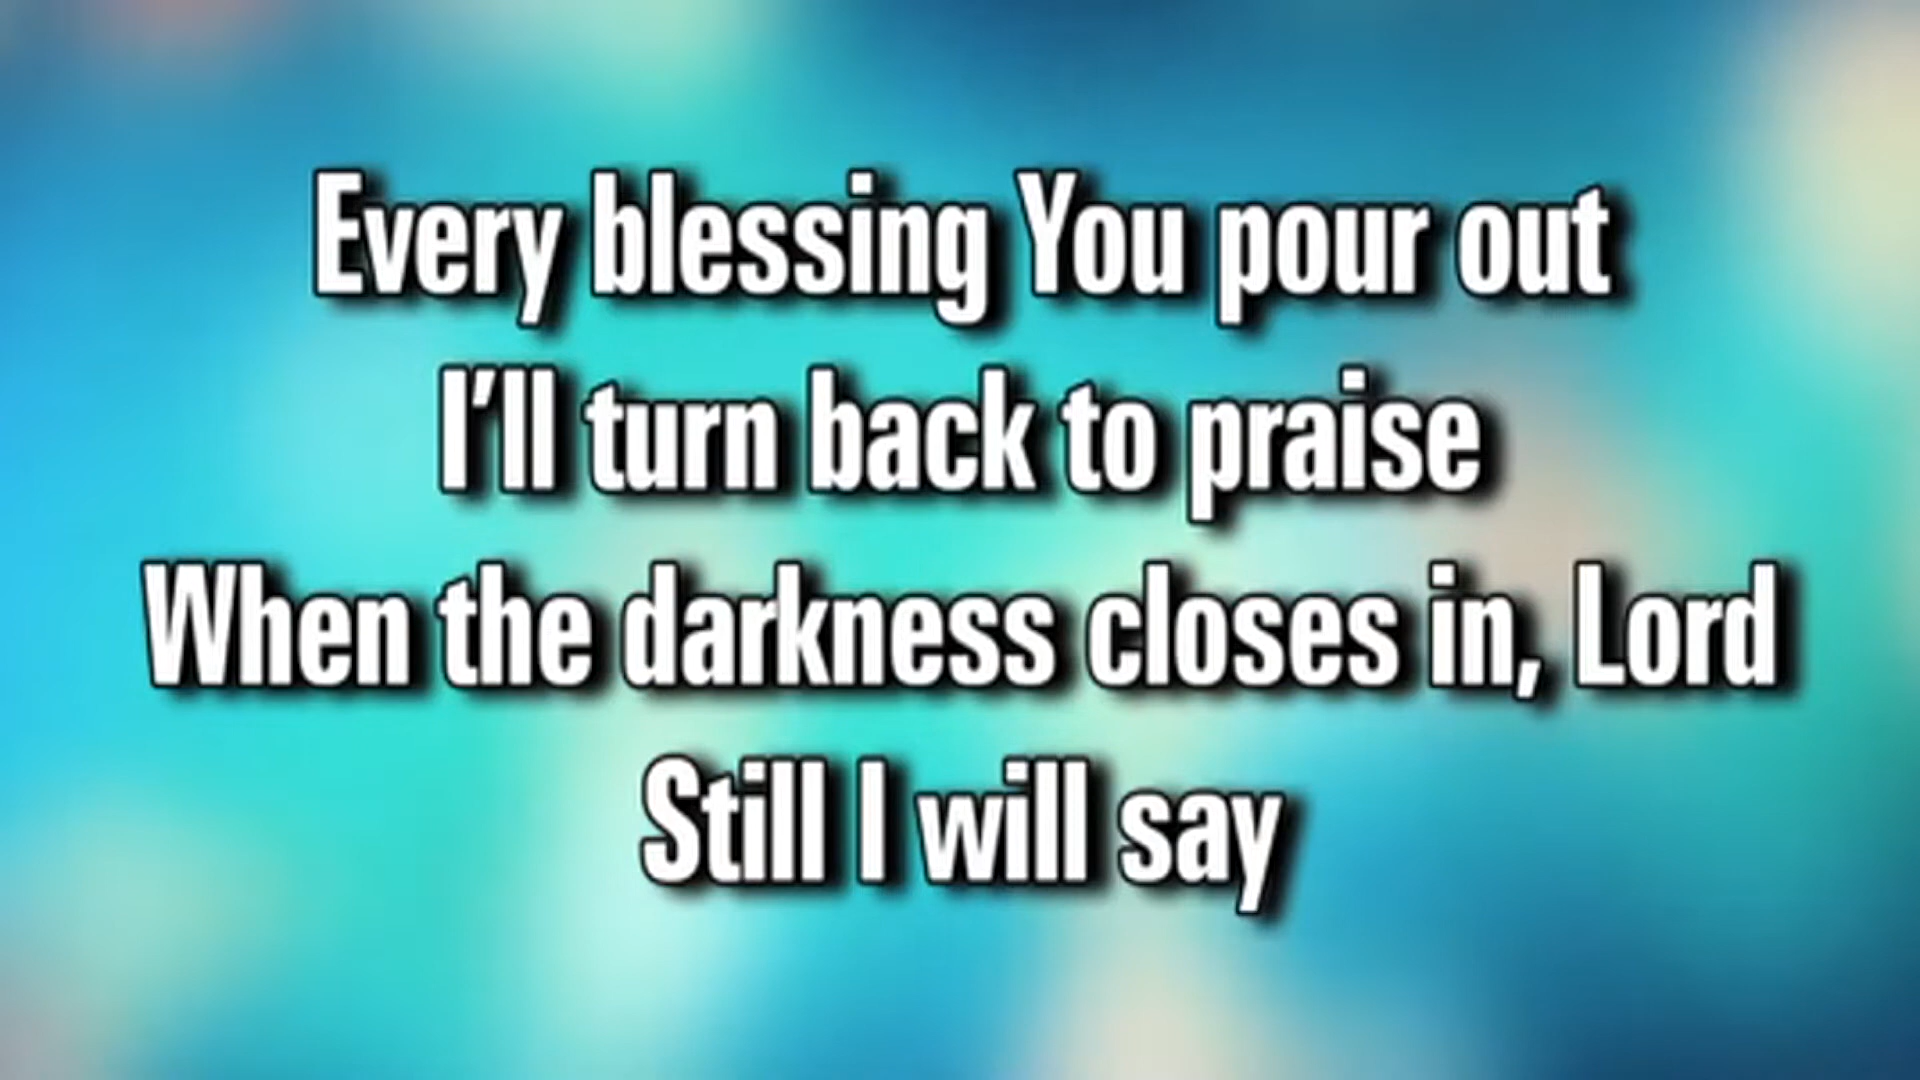 Every blessing You pour out
I'll turn back to praise
When the darkness closes in, Lord
Still I will say